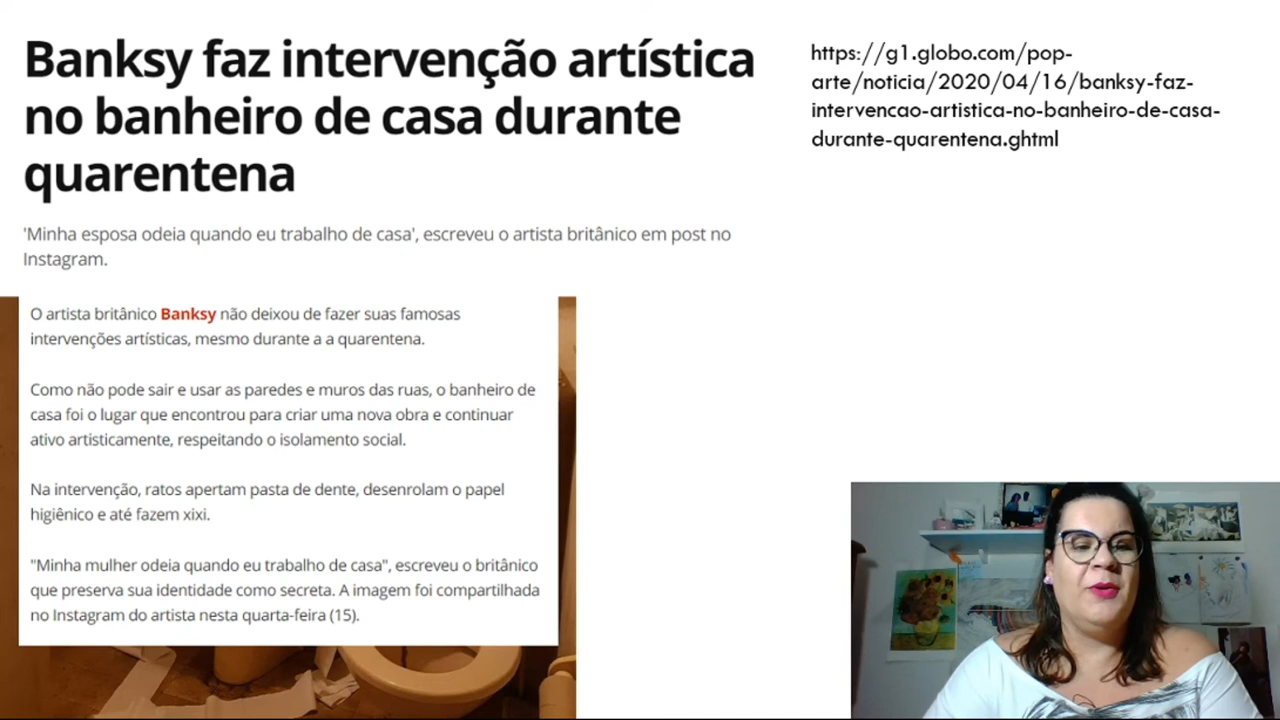 Banksy faz intervenção artística
no banheiro de casa durante
quarentena
'Minha esposa odeia quando eu trabalho de casa', escreveu o artista britânico em post no
Instagram.
O artista britânico Banksy não deixou de fazer suas famosas
intervenções artísticas, mesmo durante a a quarentena.
Como não pode sair e usar as paredes e muros das ruas, o banheiro de
casa foi o lugar que encontrou para criar uma nova obra e continuar
ativo artisticamente, respeitando o isolamento social.
Na intervenção, ratos apertam pasta de dente, desenrolam o papel
higiênico e até fazem xixi.
"Minha mulher odeia quando eu trabalho de casa", escreveu o britânico
que preserva sua identidade como secreta. A imagem foi compartilhada
no Instagram do artista nesta quarta-feira (15).
https://g1.globo.com/pop-
arte/noticia/2020/04/16/banksy-faz-
intervencao-artistica-no-banheiro-de-casa-
durante-quarentena.ghtml